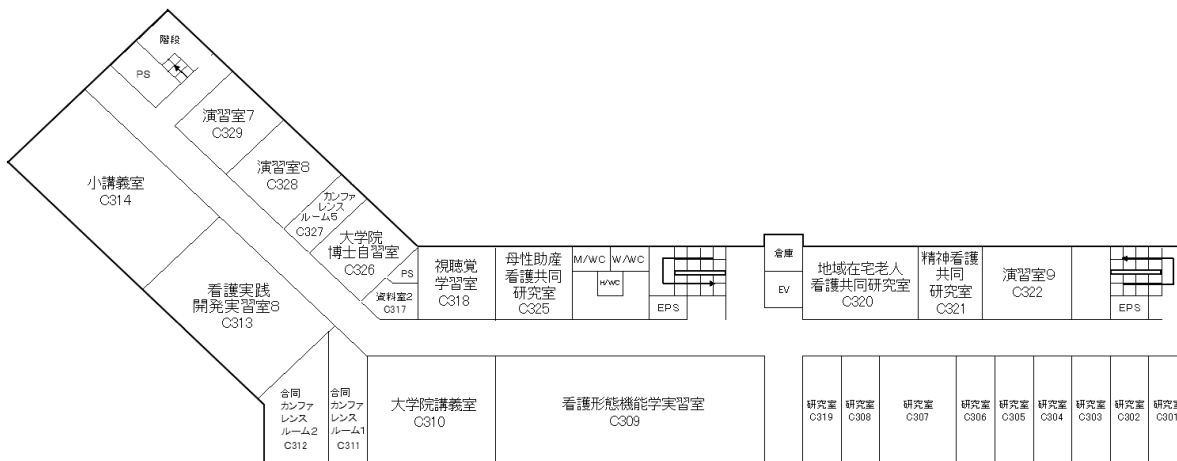 階段
PS
演習室7
C329
演習室8
C328
カンファ
レンス
ルーム5
C327
大学院
博士自習室
C326
PS
資料室2
C317
小講義室
C314
看護実践
開発実習室8
C313
視聴覚
学習室
C318
母性助産
看護共同
研究室
C325
M/WC
W/WC
H/WC
EPS
倉庫
EV
地域在宅老人
看護共同研究室
C320
精神看護
共同
研究室
C321
演習室9
C322
EPS
合同
カンファ
レンス
ルーム2
C312
合同
カンファ
レンス
ルーム1
C311
大学院講義室
C310
看護形態機能学実習室
C309
研究室
C319
研究室
C308
研究室
C307
研究室
C306
研究室
C305
研究室
C304
研究室
C303
研究室
C302
研究室
C301